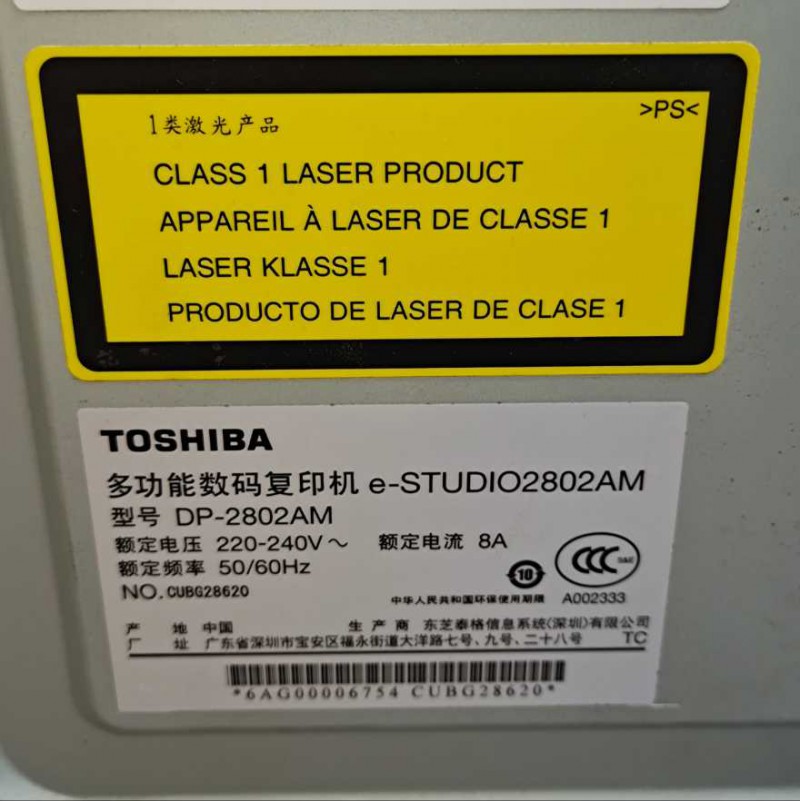 >PS<
1类激光产品
CLASS 1 LASER PRODUCT
APPAREIL À LASER DE CLASSE 1
LASER KLASSE 1
PRODUCTO DE LASER DE CLASE 1
TOSHIBA
多功能数码复印机 e-STUDIO2802AM
型号 DP-2802AM
额定电压 220-240V～ 额定电流 8A
额定频率 50/60Hz
10
CCC S&E
NO. CUBG28620
中华人民共和国环保使用期限 A002333
产 地 中国 生 产 商 东芝泰格信息系统(深圳)有限公司
厂 址 广东省深圳市宝安区福永街道大洋路七号、九号、二十八号 TC
*6AG00006754 CUBG28620*